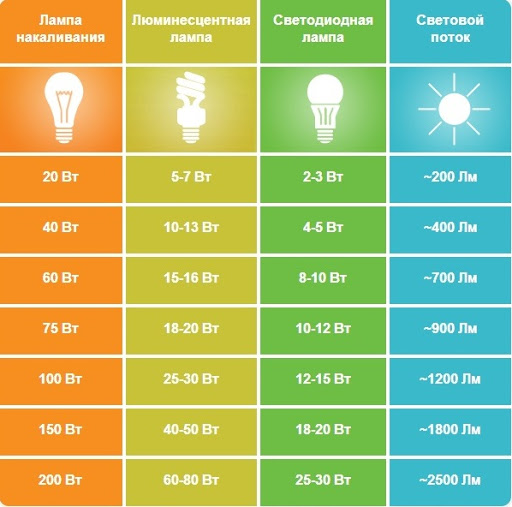 Лампа
накаливания
Люминесцентная
лампа
Светодиодная
лампа
Световой
поток
20 Вт
5-7 Вт
2-3 Вт
~200 Лм
40 Вт
10-13 Вт
4-5 Вт
~400 Лм
60 Вт
15-16 Вт
8-10 Вт
~700 Лм
75 Вт
18-20 Вт
10-12 Вт
~900 Лм
100 Вт
25-30 Вт
12-15 Вт
~1200 Лм
150 Вт
40-50 Вт
18-20 Вт
~1800 Лм
200 Вт
60-80 Вт
25-30 Вт
~2500 Лм